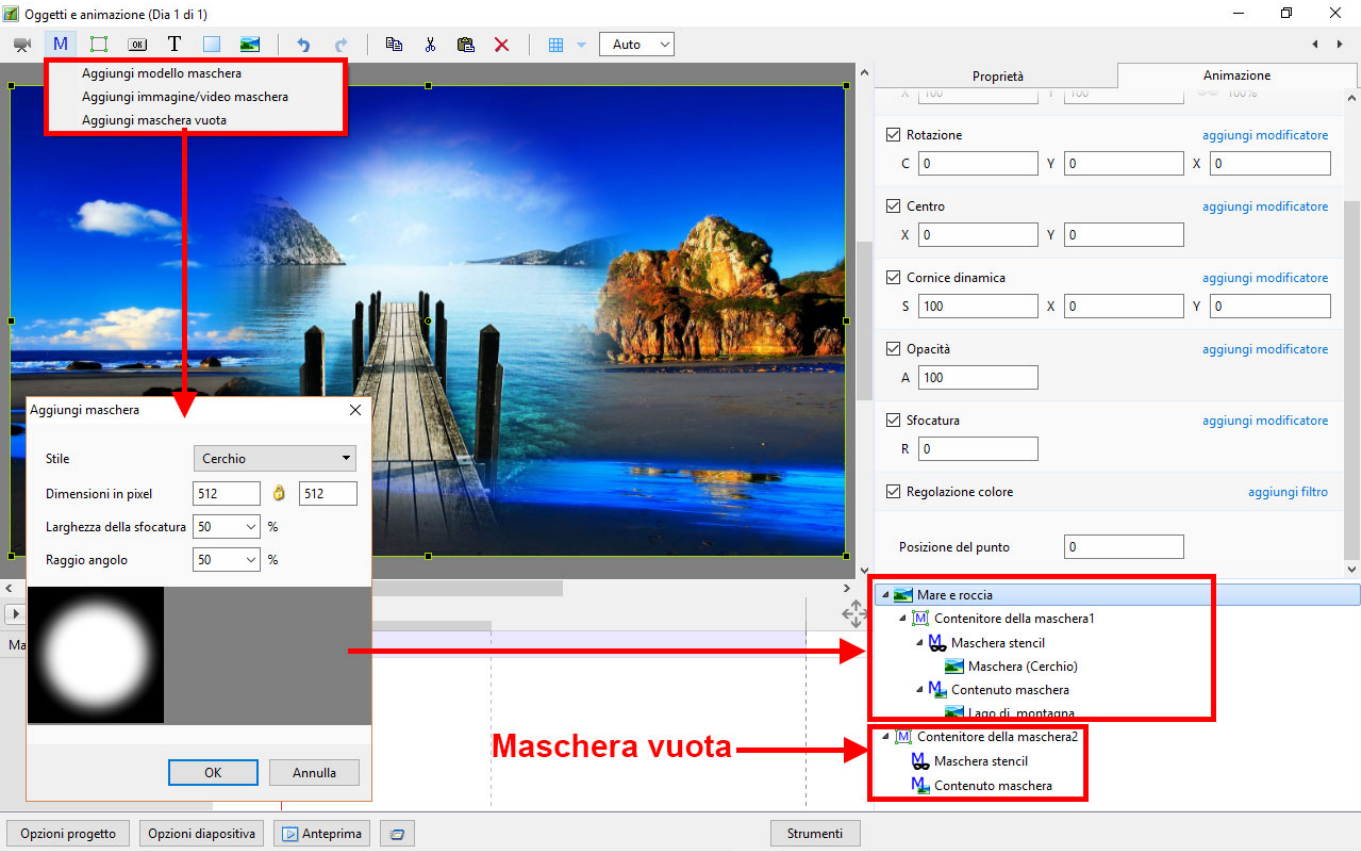 Oggetti e animazione (Dia 1 di 1)
M OK T Auto
Aggiungi modello maschera
Aggiungi immagine/video maschera
Aggiungi maschera vuota
Proprietà Animazione
X 100 Y 100 100%
Rotazione aggiungi modificatore
C 0 Y 0 X 0
Centro aggiungi modificatore
X 0 Y 0
Cornice dinamica aggiungi modificatore
S 100 X 0 Y 0
Opacità aggiungi modificatore
A 100
Sfocatura aggiungi modificatore
R 0
Regolazione colore aggiungi filtro
Posizione del punto 0
Aggiungi maschera
Stile Cerchio
Dimensioni in pixel 512 512
Larghezza della sfocatura 50 %
Raggio angolo 50 %
OK Annulla
Ma
Mare e roccia
M Contenitore della maschera1
M Maschera stencil
Maschera (Cerchio)
M Contenuto maschera
Lago di montagna
Maschera vuota
M Contenitore della maschera2
M Maschera stencil
M Contenuto maschera
Opzioni progetto Opzioni diapositiva Anteprima Strumenti